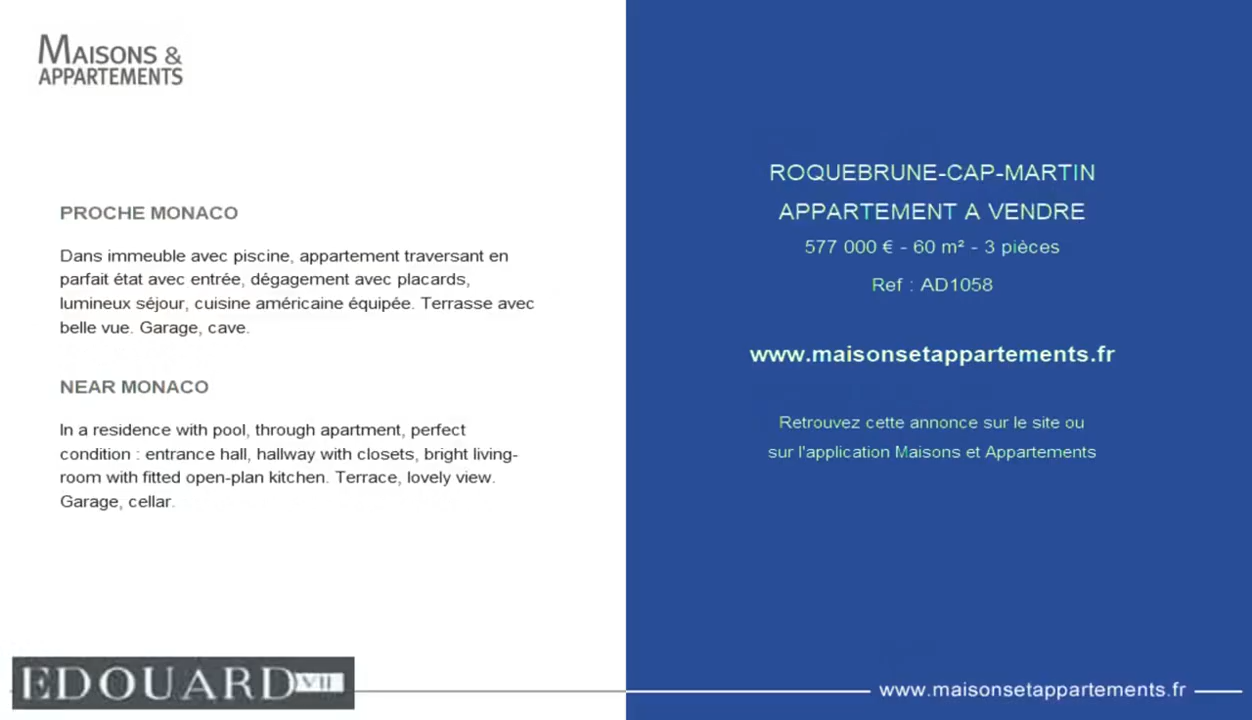 MAISONS &
APPARTEMENTS
PROCHE MONACO
Dans immeuble avec piscine, appartement traversant en
parfait état avec entrée, dégagement avec placards,
lumineux séjour, cuisine américaine équipée. Terrasse avec
belle vue. Garage, cave.
NEAR MONACO
In a residence with pool, through apartment, perfect
condition : entrance hall, hallway with closets, bright living-
room with fitted open-plan kitchen. Terrace, lovely view.
Garage, cellar.
EDOUARD VII
ROQUEBRUNE-CAP-MARTIN
APPARTEMENT A VENDRE
577 000 € - 60 m² - 3 pièces
Ref : AD1058
www.maisonsetappartements.fr
Retrouvez cette annonce sur le site ou
sur l'application Maisons et Appartements
www.maisonsetappartements.fr